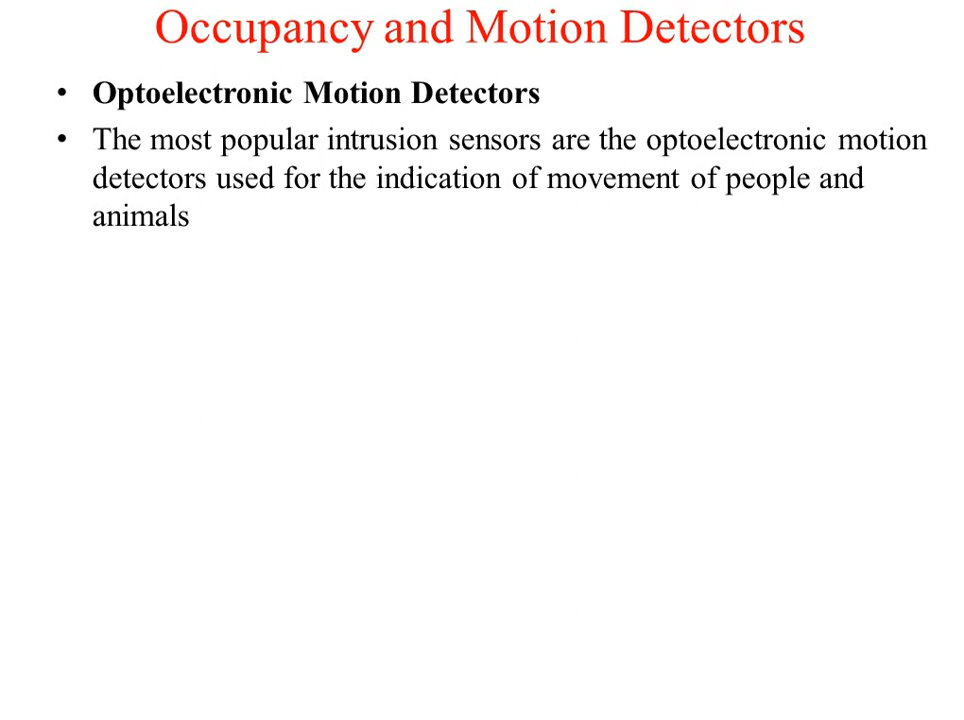 Occupancy and Motion Detectors
• Optoelectronic Motion Detectors
• The most popular intrusion sensors are the optoelectronic motion
detectors used for the indication of movement of people and
animals